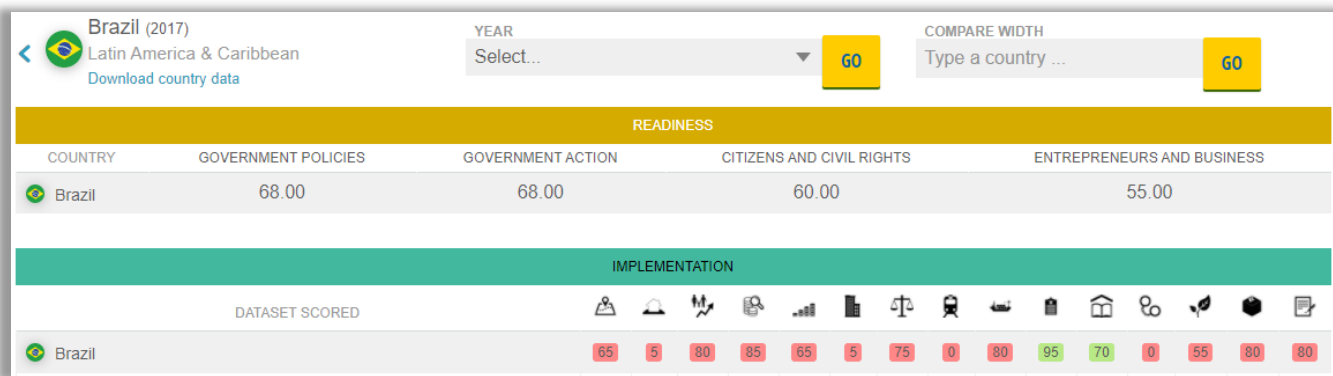 Brazil (2017)
Latin America & Caribbean
Download country data
YEAR
Select...
GO
COMPARE WIDTH
Type a country ...
GO
READINESS
COUNTRY GOVERNMENT POLICIES GOVERNMENT ACTION CITIZENS AND CIVIL RIGHTS ENTREPRENEURS AND BUSINESS
Brazil 68.00 68.00 60.00 55.00
IMPLEMENTATION
DATASET SCORED
Brazil 65 5 80 85 65 5 75 0 80 95 70 0 55 80 80